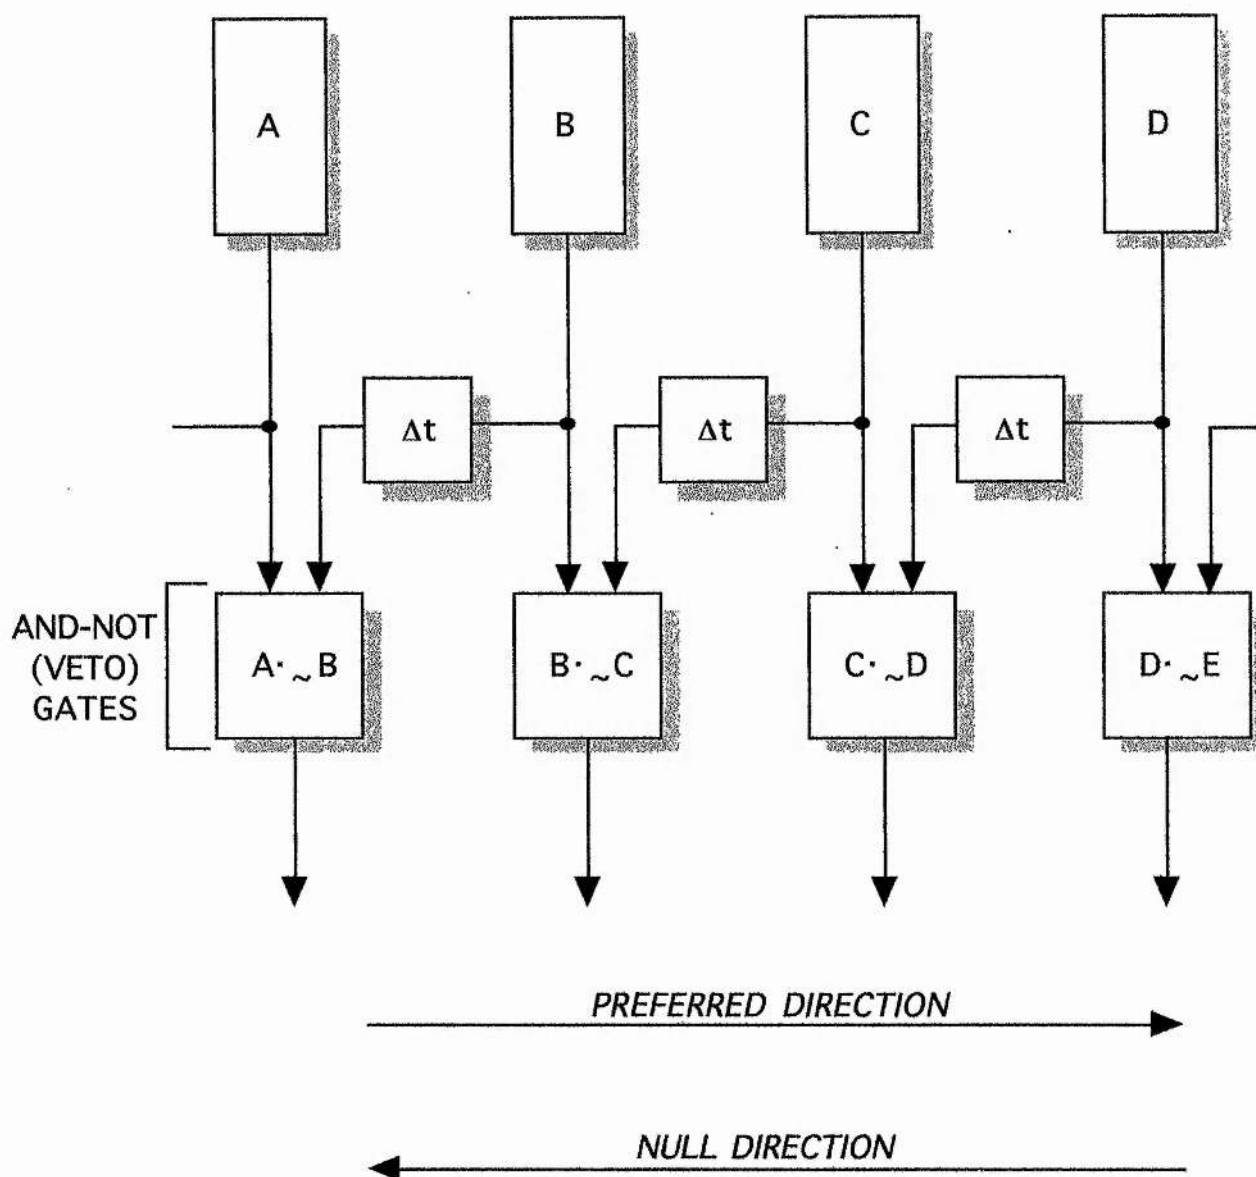 A
B
C
D
Δt
Δt
Δt
AND-NOT
(VETO)
GATES
A·~B
B·~C
C·~D
D·~E
PREFERRED DIRECTION
NULL DIRECTION